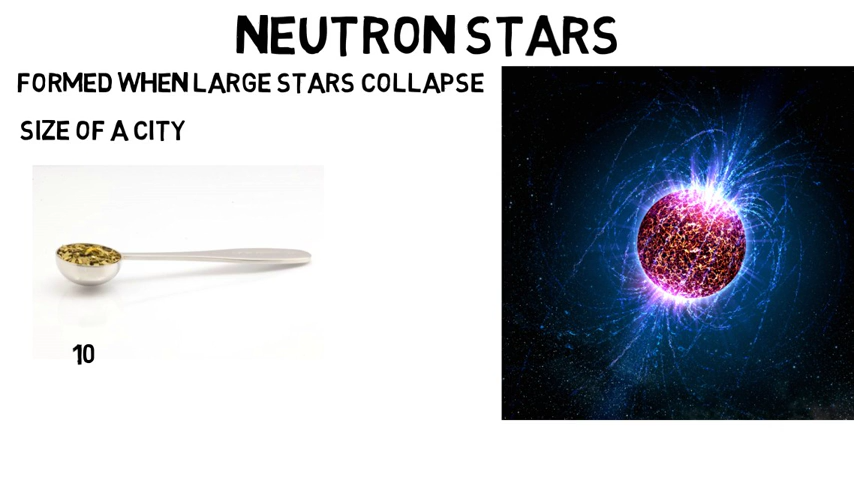 NEUTRON STARS
FORMED WHEN LARGE STARS COLLAPSE
SIZE OF A CITY
10